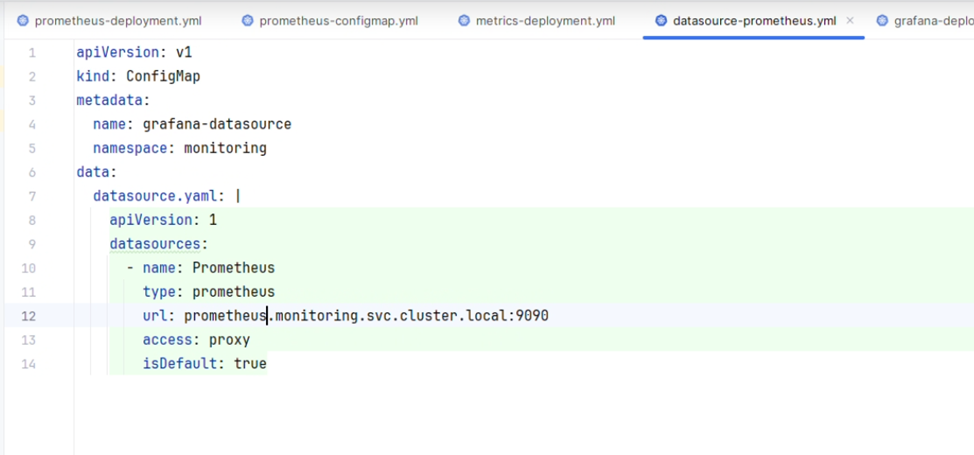 prometheus-deployment.yml prometheus-configmap.yml metrics-deployment.yml datasource-prometheus.yml × grafana-deplo
1 apiVersion: v1
2 kind: ConfigMap
3 metadata:
4 name: grafana-datasource
5 namespace: monitoring
6 data:
7 datasource.yaml: |
8 apiVersion: 1
9 datasources:
10 - name: Prometheus
11 type: prometheus
12 url: prometheus.monitoring.svc.cluster.local:9090
13 access: proxy
14 isDefault: true